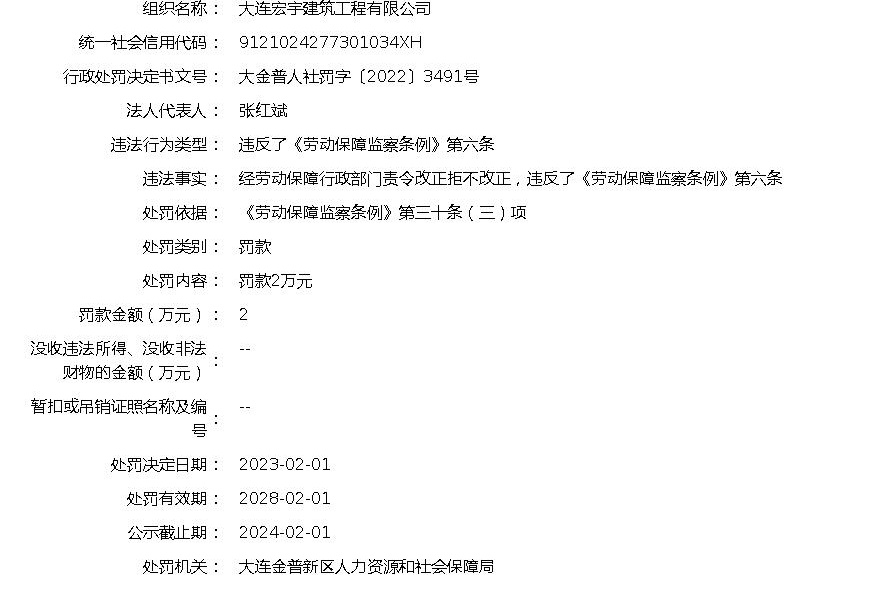 组织名称： 大连宏宇建筑工程有限公司
统一社会信用代码： 9121024277301034XH
行政处罚决定书文号： 大金普人社罚字〔2022〕3491号
法人代表人： 张红斌
违法行为类型： 违反了《劳动保障监察条例》第六条
违法事实： 经劳动保障行政部门责令改正拒不改正，违反了《劳动保障监察条例》第六条
处罚依据： 《劳动保障监察条例》第三十条（三）项
处罚类别： 罚款
处罚内容： 罚款2万元
罚款金额（万元）： 2
没收违法所得、没收非法
财物的金额（万元）： --
暂扣或吊销证照名称及编
号： --
处罚决定日期： 2023-02-01
处罚有效期： 2028-02-01
公示截止期： 2024-02-01
处罚机关： 大连金普新区人力资源和社会保障局